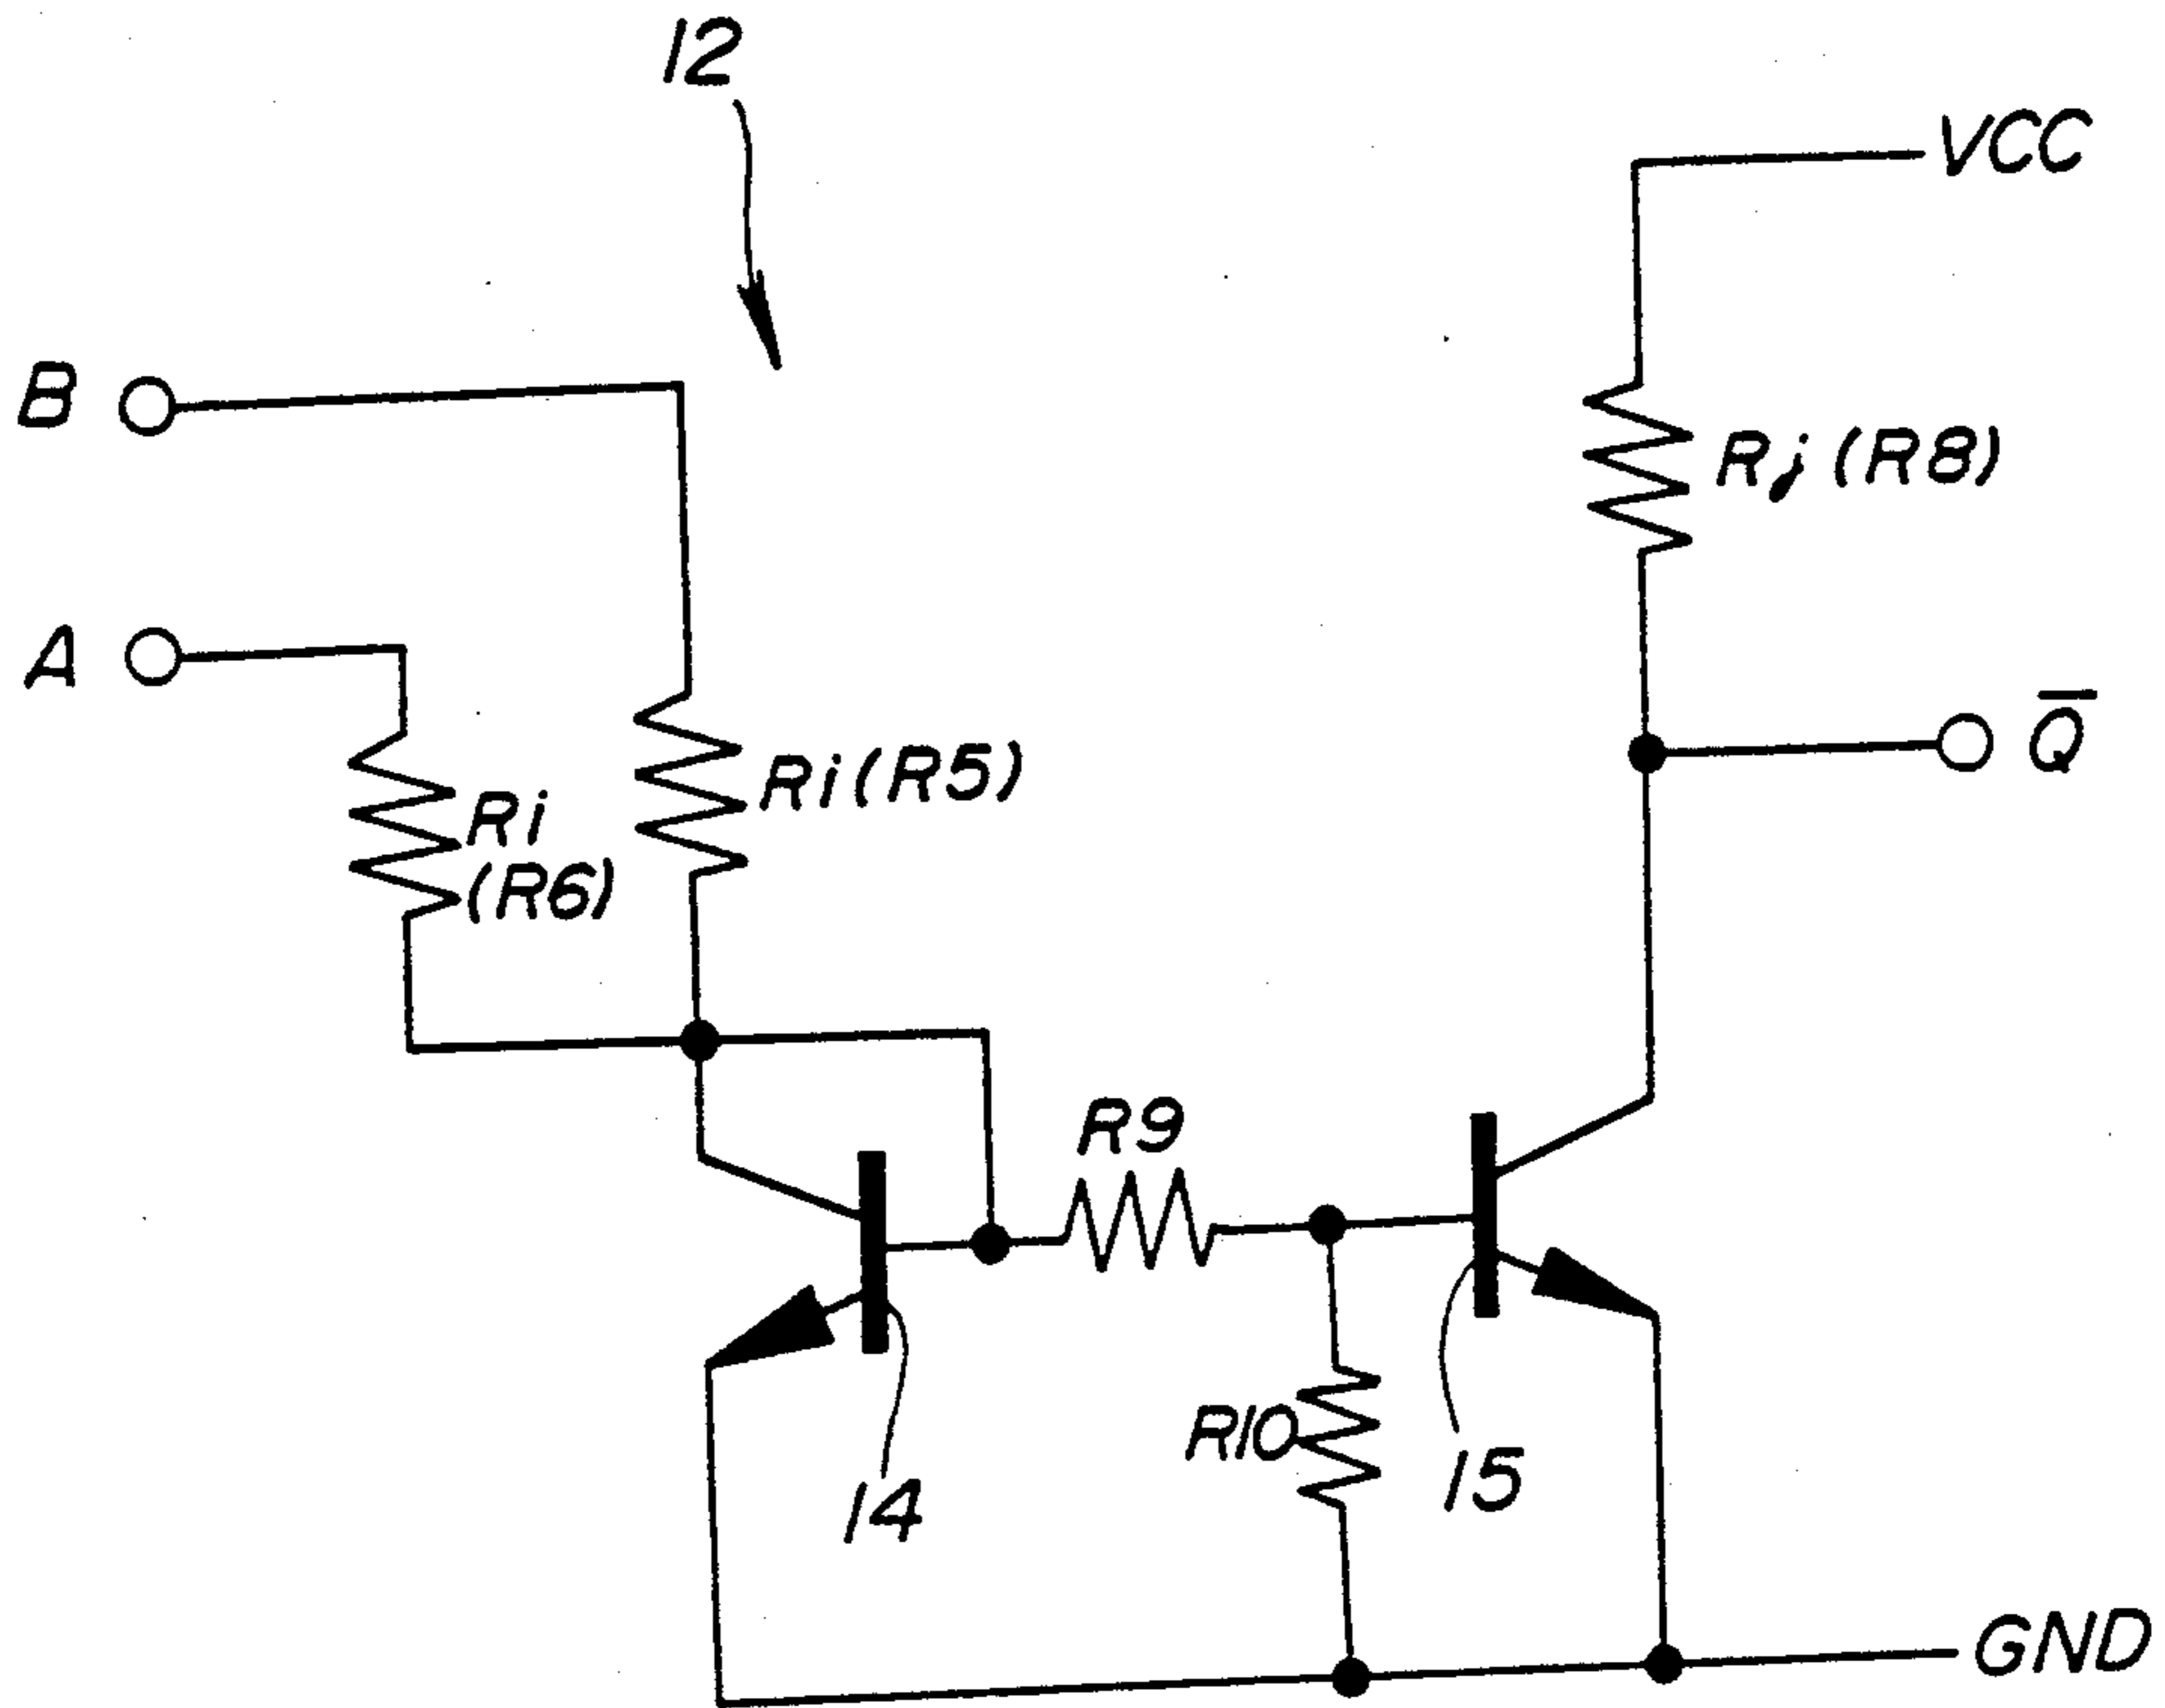 12
VCC
B
Rj (R8)
A
Q̅
Ri (R5)
Ri
(R6)
R9
R10
15
14
GND